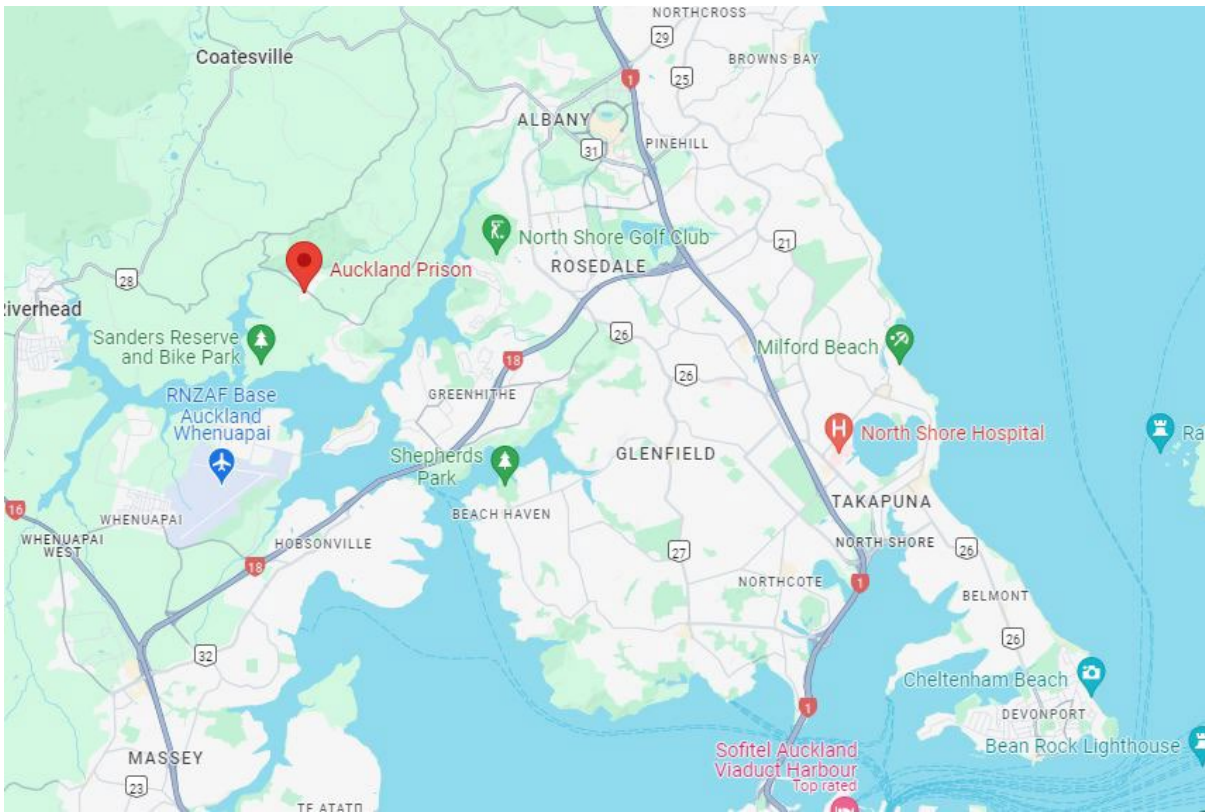 NORTHCROSS
29
Coatesville
BROWNS BAY
1
25
ALBANY
31
PINEHILL
North Shore Golf Club
21
ROSEDALE
Auckland Prison
28
Riverhead
26
Sanders Reserve
and Bike Park
Milford Beach
18
26
GREENHITHE
RNZAF Base
Auckland
Whenuapai
North Shore Hospital
H
Shepherds
Park
GLENFIELD
Ra
TAKAPUNA
16
WHENUAPAI
BEACH HAVEN
WHENUAPAI
WEST
HOBSONVILLE
NORTH SHORE
26
27
18
NORTHCOTE
1
BELMONT
26
32
Cheltenham Beach
1
DEVONPORT
Bean Rock Lighthouse
Sofitel Auckland
Viaduct Harbour
Top rated
MASSEY
23
TE ATATŪ